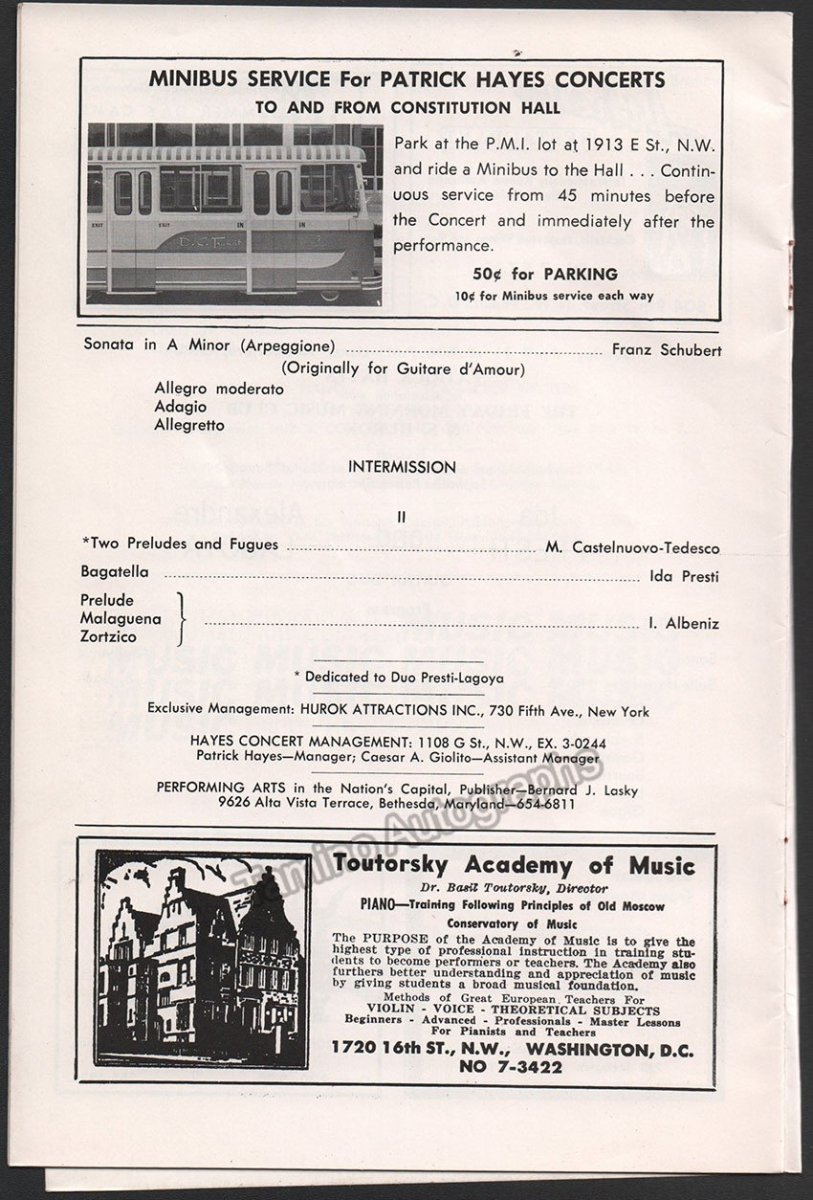 MINIBUS SERVICE For PATRICK HAYES CONCERTS
TO AND FROM CONSTITUTION HALL
Park at the P.M.I. lot at 1913 E St., N.W.
and ride a Minibus to the Hall . . . Contin-
uous service from 45 minutes before
the Concert and immediately after the
performance.
50¢ for PARKING
10¢ for Minibus service each way
EXIT EXIT IN IN
D.C. Transit
Sonata in A Minor (Arpeggione) ........ Franz Schubert
(Originally for Guitare d'Amour)
Allegro moderato
Adagio
Allegretto
INTERMISSION
II
*Two Preludes and Fugues ........ M. Castelnuovo-Tedesco
Bagatella ........ Ida Presti
Prelude
Malaguena ........ I. Albeniz
Zortzico
* Dedicated to Duo Presti-Lagoya
Exclusive Management: HUROK ATTRACTIONS INC., 730 Fifth Ave., New York
HAYES CONCERT MANAGEMENT: 1108 G St., N.W., EX. 3-0244
Patrick Hayes—Manager; Caesar A. Giolito—Assistant Manager
PERFORMING ARTS in the Nation's Capital, Publisher—Bernard J. Lasky
9626 Alta Vista Terrace, Bethesda, Maryland—654-6811
Tamino Autographs
Toutorsky Academy of Music
Dr. Basil Toutorsky, Director
PIANO—Training Following Principles of Old Moscow
Conservatory of Music
The PURPOSE of the Academy of Music is to give the
highest type of professional instruction in training stu-
dents to become performers or teachers. The Academy also
furthers better understanding and appreciation of music
by giving students a broad musical foundation.
Methods of Great European Teachers For
VIOLIN - VOICE - THEORETICAL SUBJECTS
Beginners - Advanced - Professionals - Master Lessons
For Pianists and Teachers
1720 16th ST., N.W., WASHINGTON, D.C.
NO 7-3422